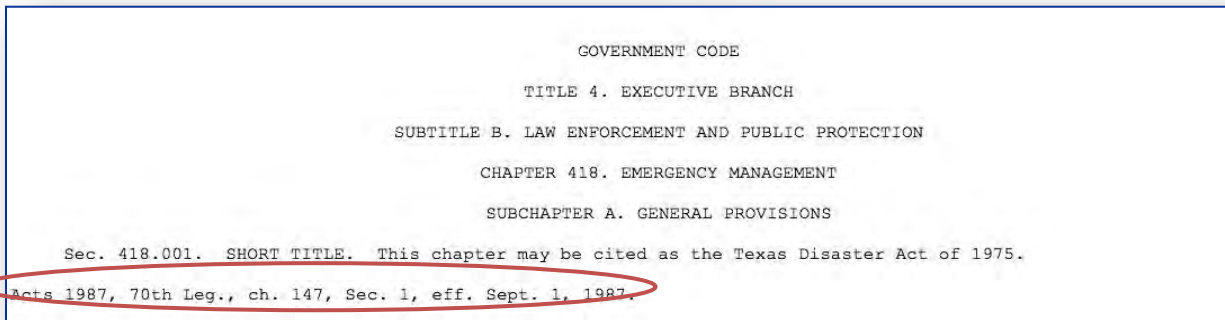 GOVERNMENT CODE
TITLE 4. EXECUTIVE BRANCH
SUBTITLE B. LAW ENFORCEMENT AND PUBLIC PROTECTION
CHAPTER 418. EMERGENCY MANAGEMENT
SUBCHAPTER A. GENERAL PROVISIONS
Sec. 418.001. SHORT TITLE. This chapter may be cited as the Texas Disaster Act of 1975.
Acts 1987, 70th Leg., ch. 147, Sec. 1, eff. Sept. 1, 1987.